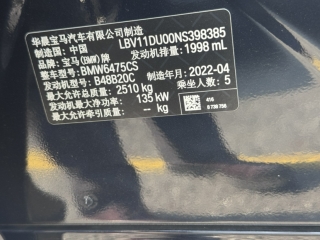 华晨宝马汽车有限公司制造
制造国: 中国 LBV11DU00NS398385
品牌: 宝马(BMW)牌 发动机排量: 1998 mL
整车型号: BMW6475CS
发动机型号: B48B20C 制造年月: 2022-04
最大允许总质量: 2510 kg 乘坐人数: 5
发动机最大净功率: 135 kW
最大允许牵引质量: -- kg